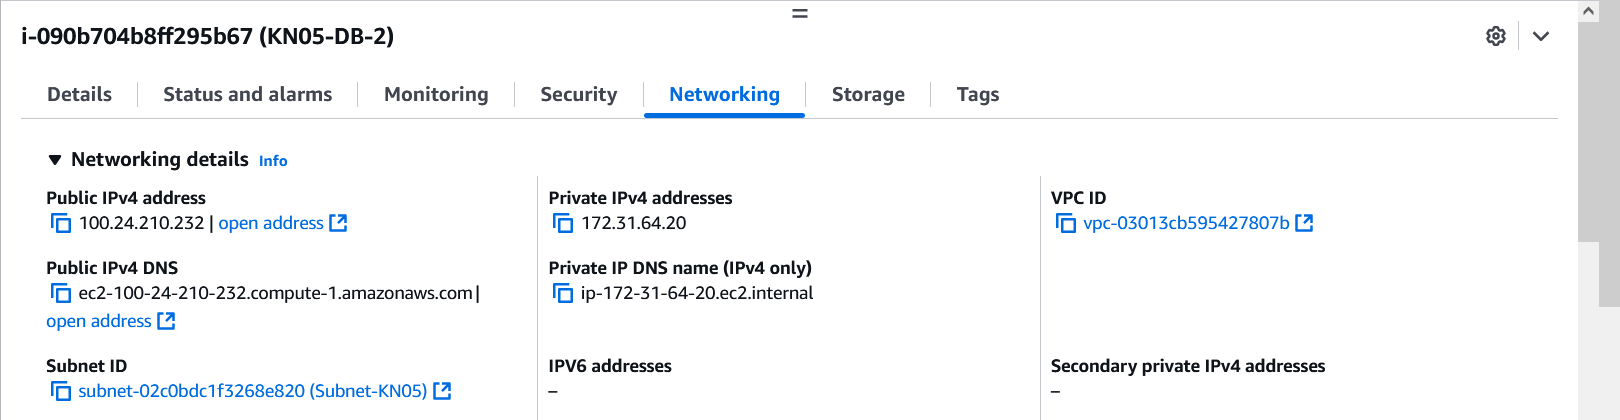 i-090b704b8ff295b67 (KN05-DB-2)
Details
Status and alarms
Monitoring
Security
Networking
Storage
Tags
Networking details Info
Public IPv4 address
100.24.210.232 | open address
Private IPv4 addresses
172.31.64.20
VPC ID
vpc-03013cb595427807b
Public IPv4 DNS
ec2-100-24-210-232.compute-1.amazonaws.com |
open address
Private IP DNS name (IPv4 only)
ip-172-31-64-20.ec2.internal
Subnet ID
subnet-02c0bdc1f3268e820 (Subnet-KN05)
IPV6 addresses
–
Secondary private IPv4 addresses
–